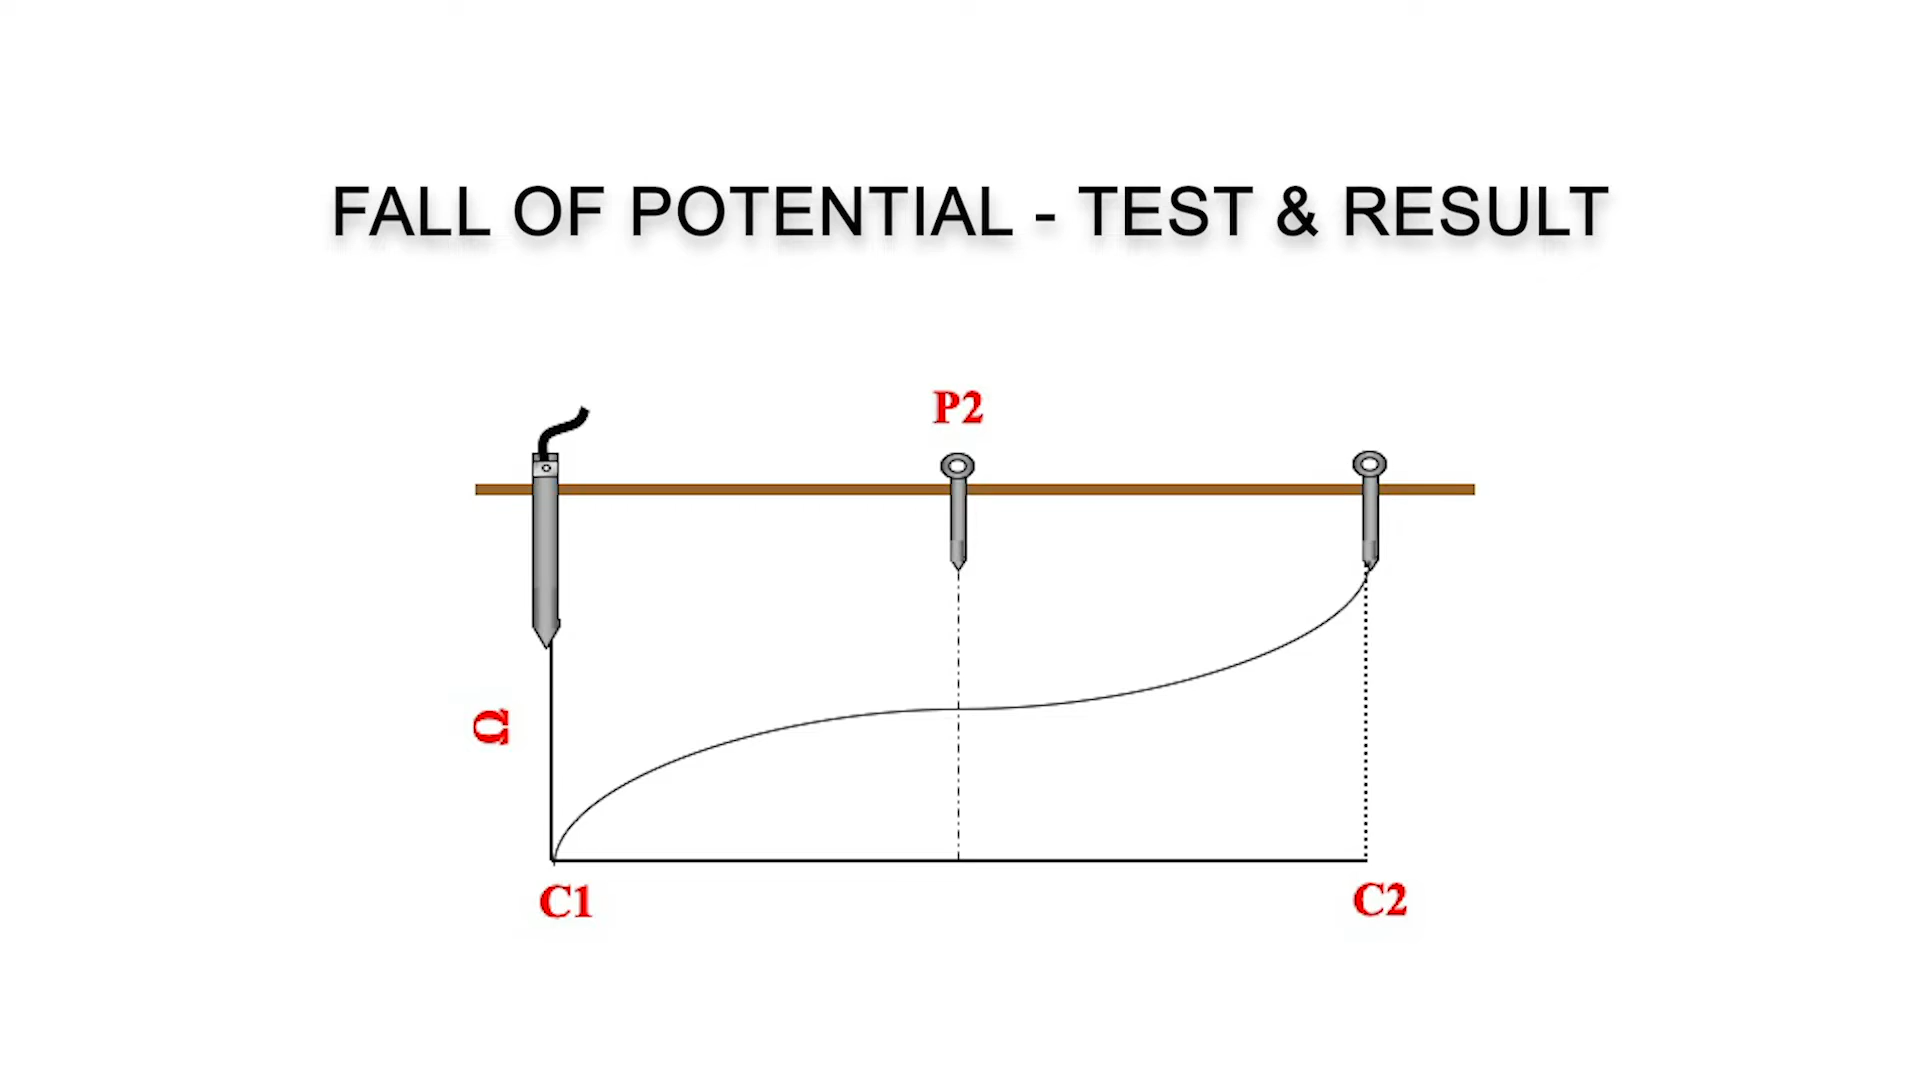 FALL OF POTENTIAL - TEST & RESULT
P2
Ω
C1
C2